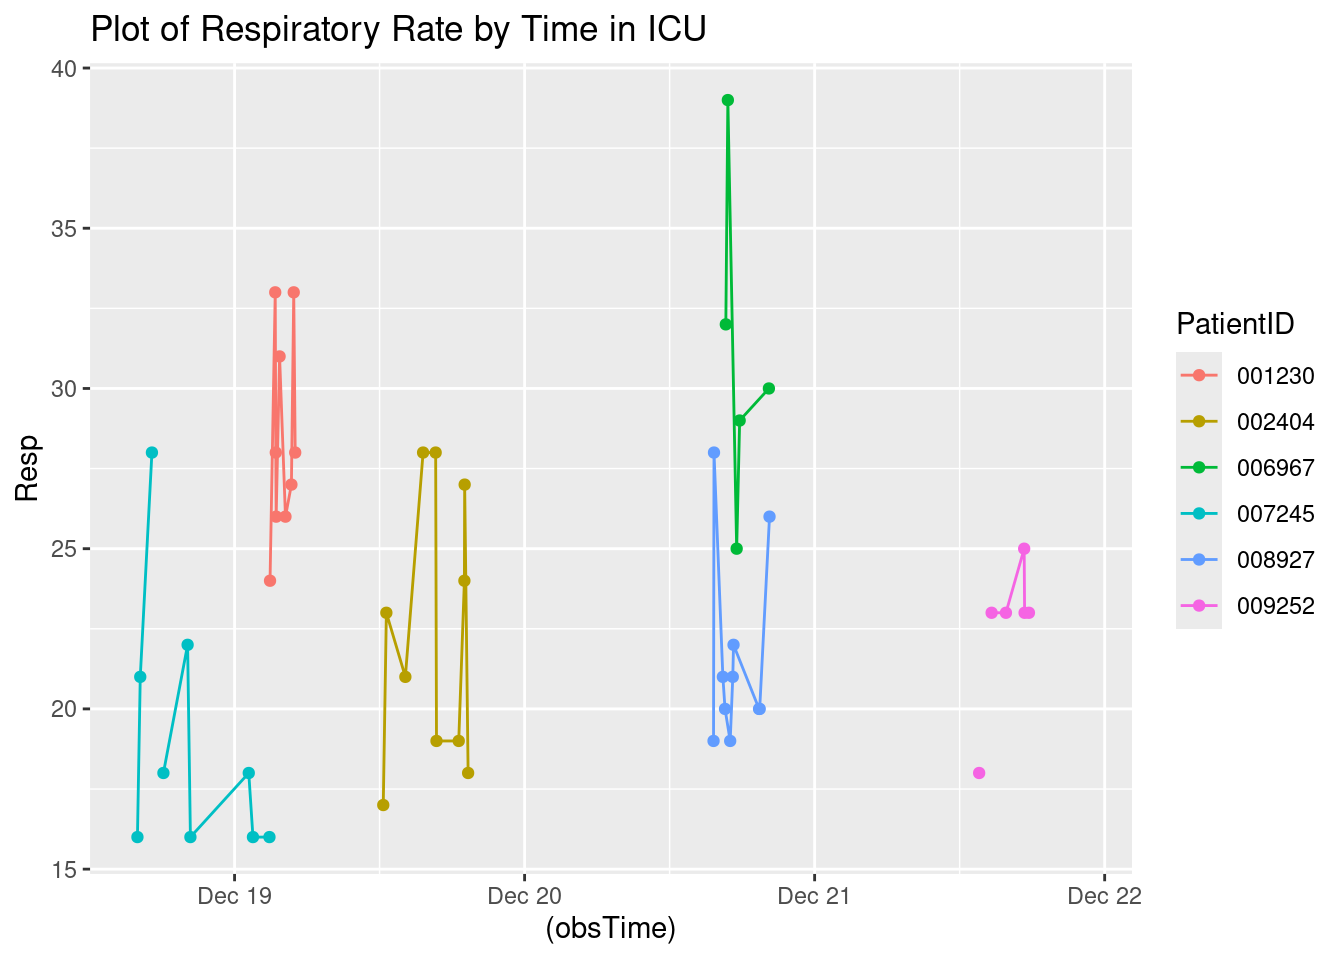 Plot of Respiratory Rate by Time in ICU
40
35
30
25
20
15
Resp
Dec 19
Dec 20
Dec 21
Dec 22
(obsTime)
PatientID
001230
002404
006967
007245
008927
009252